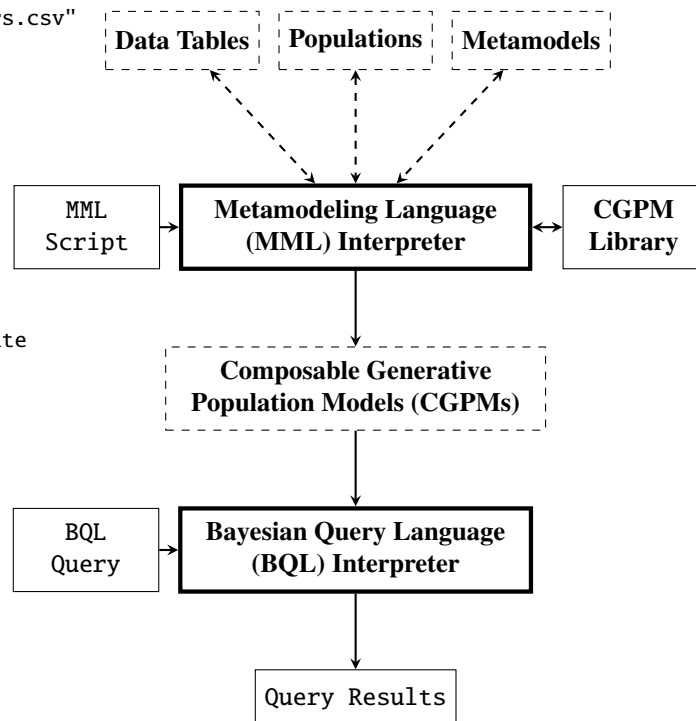 rs.csv"
Data Tables
Populations
Metamodels
MML
Script
Metamodeling Language
(MML) Interpreter
CGPM
Library
Composable Generative
Population Models (CGPMs)
BQL
Query
Bayesian Query Language
(BQL) Interpreter
Query Results